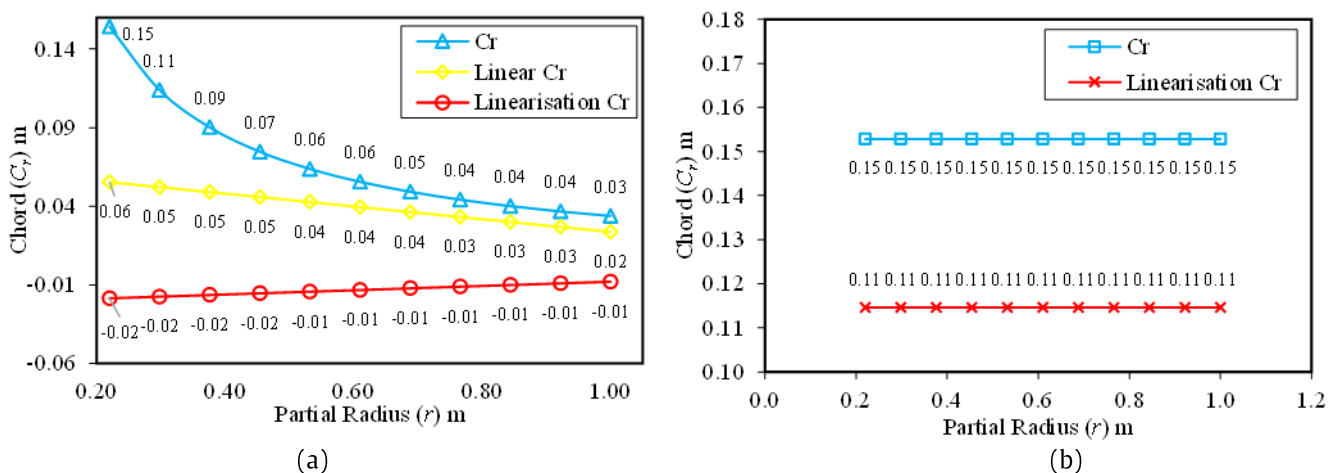 (a)
Chord (Cr) m
0.14
0.09
0.04
-0.01
-0.06
0.15
0.11
0.09
0.07
0.06
0.06
0.05
0.04
0.04
0.04
0.03
0.06
0.05
0.05
0.05
0.04
0.04
0.04
0.03
0.03
0.03
0.02
-0.02
-0.02
-0.02
-0.02
-0.01
-0.01
-0.01
-0.01
-0.01
-0.01
-0.01
Cr
Linear Cr
Linearisation Cr
0.20 0.40 0.60 0.80 1.00
Partial Radius (r) m
(a)
(b)
Chord (Cr) m
0.18
0.17
0.16
0.15
0.14
0.13
0.12
0.11
0.10
Cr
Linearisation Cr
0.15 0.15 0.15 0.15 0.15 0.15 0.15 0.15 0.15 0.15
0.11 0.11 0.11 0.11 0.11 0.11 0.11 0.11 0.11 0.11
0.0 0.2 0.4 0.6 0.8 1.0 1.2
Partial Radius (r) m
(b)